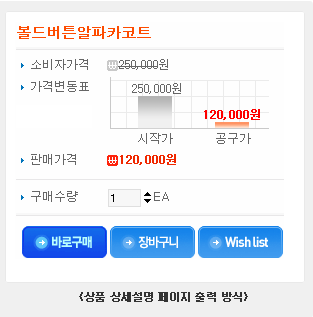 볼드버튼알파카코트
소비자가격 ₩250,000원
가격변동표
250,000원
120,000원
시작가 공구가
판매가격 ₩120,000원
구매수량 1 EA
바로구매 장바구니 Wish list
<상품 상세설명 페이지 출력 방식>